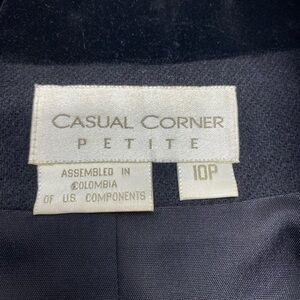 CASUAL CORNER
PETITE
ASSEMBLED IN
COLOMBIA
OF U.S. COMPONENTS
10P